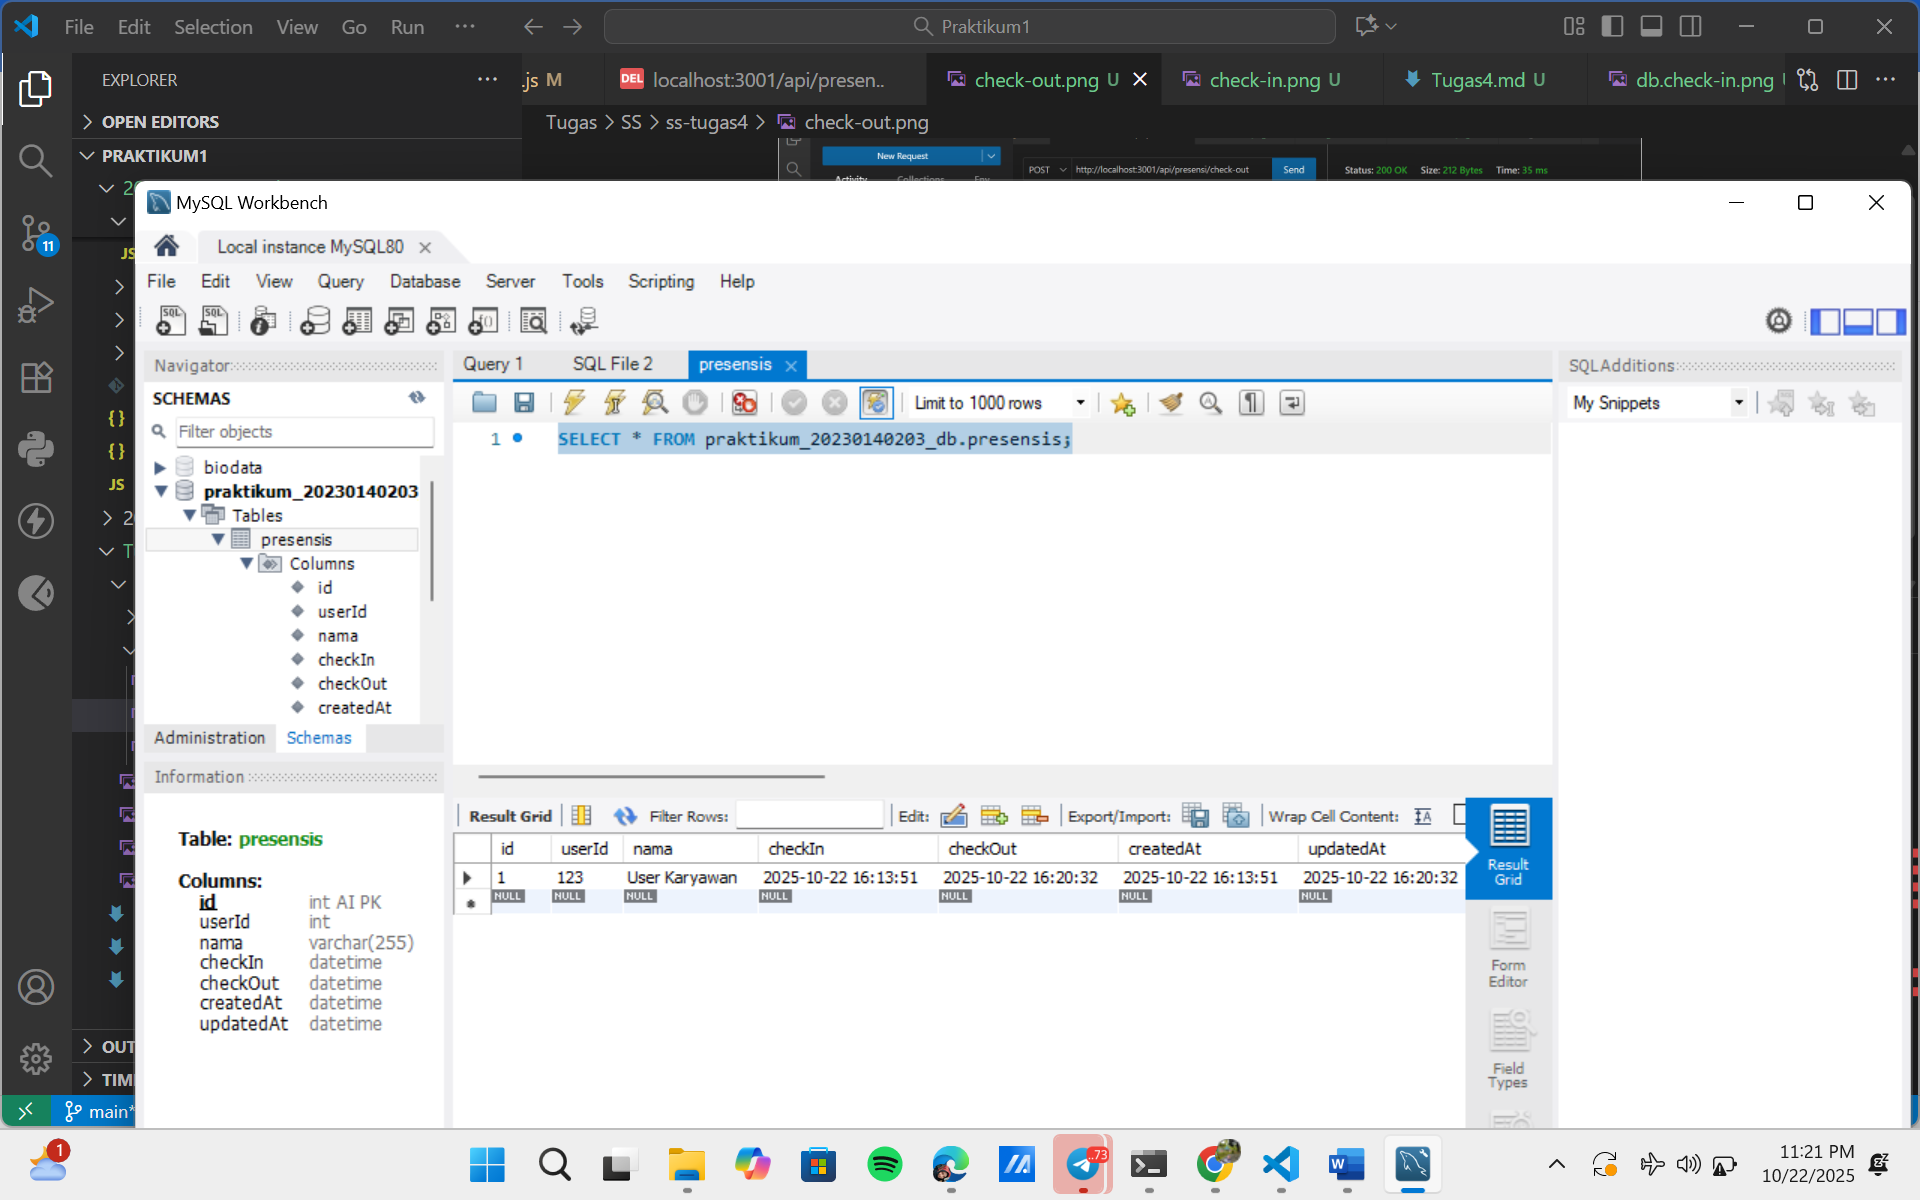 File Edit Selection View Go Run ··· Praktikum1
EXPLORER ··· .js M DEL localhost:3001/api/presen.. check-out.png U check-in.png U Tugas4.md U db.check-in.png ···
OPEN EDITORS
Tugas > SS > ss-tugas4 > check-out.png
PRAKTIKUM1
New Request
Activity Collections Env
POST http://localhost:3001/api/presensi/check-out Send
Status: 200 OK Size: 212 Bytes Time: 35 ms
11
JS
{}
{}
JS
MySQL Workbench
Local instance MySQL80
File Edit View Query Database Server Tools Scripting Help
Navigator
SCHEMAS
Filter objects
biodata
praktikum_20230140203
Tables
presensis
Columns
id
userId
nama
checkIn
checkOut
createdAt
Administration Schemas
Information
Table: presensis
Columns:
id int AI PK
userId int
nama varchar(255)
checkIn datetime
checkOut datetime
createdAt datetime
updatedAt datetime
Query 1 SQL File 2 presensis
Limit to 1000 rows
1 SELECT * FROM praktikum_20230140203_db.presensis;
Result Grid Filter Rows: Edit: Export/Import: Wrap Cell Content:
id userId nama checkIn checkOut createdAt updatedAt
1 123 User Karyawan 2025-10-22 16:13:51 2025-10-22 16:20:32 2025-10-22 16:13:51 2025-10-22 16:20:32
NULL NULL NULL NULL NULL NULL NULL
Result
Grid
Form
Editor
Field
Types
SQLAdditions
My Snippets
OUT
TIM
main*
1
..73
11:21 PM
10/22/2025